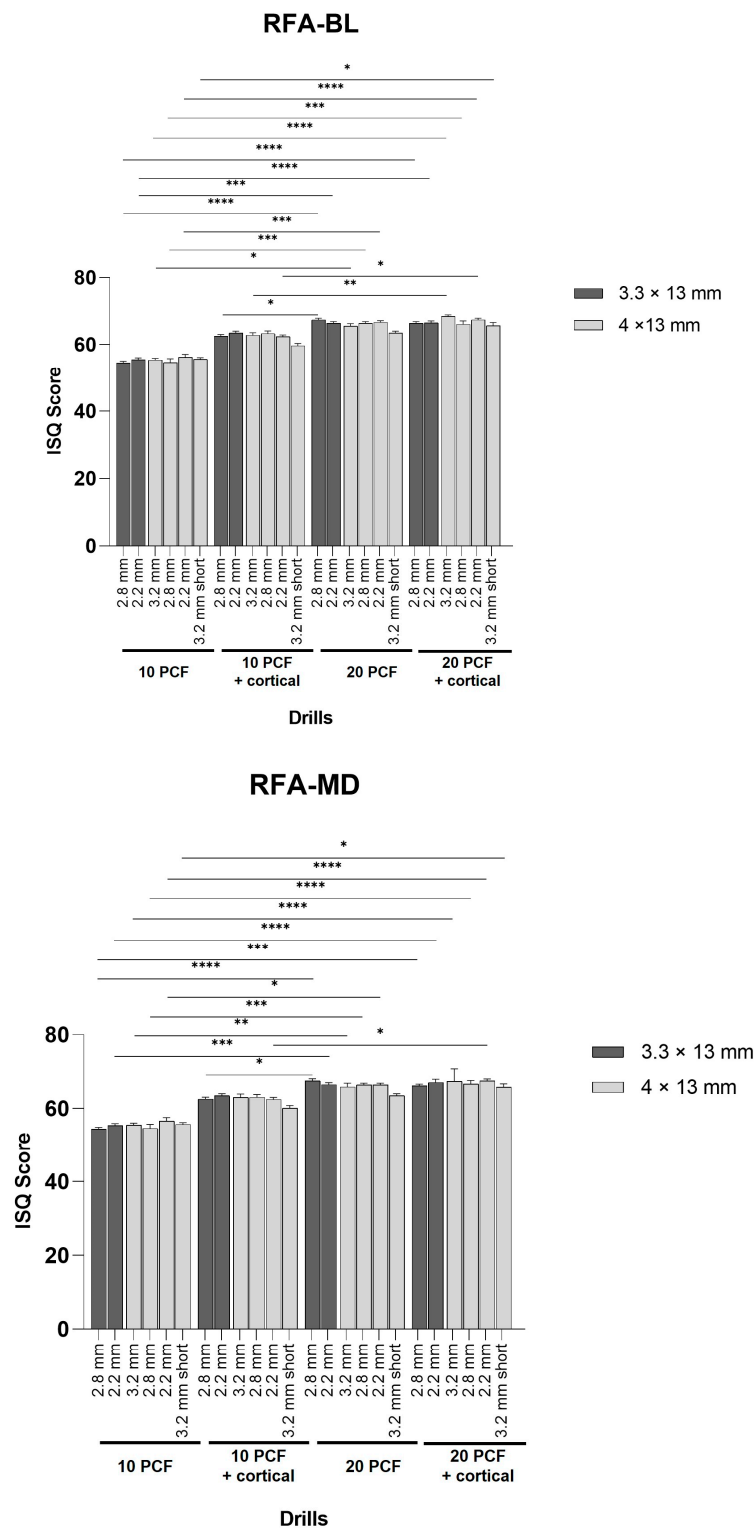 RFA-BL
*
****
***
****
****
****
***
****
***
***
*
*
**
*
80
60
40
20
0
ISQ Score
3.3 × 13 mm
4 ×13 mm
2.8 mm
2.2 mm
3.2 mm
2.8 mm
2.2 mm
3.2 mm short
2.8 mm
2.2 mm
3.2 mm
2.8 mm
2.2 mm
3.2 mm short
2.8 mm
2.2 mm
3.2 mm
2.8 mm
2.2 mm
3.2 mm short
2.8 mm
2.2 mm
3.2 mm
2.8 mm
2.2 mm
3.2 mm short
10 PCF
10 PCF
+ cortical
20 PCF
20 PCF
+ cortical
Drills
RFA-MD
*
****
****
****
****
***
****
*
***
**
***
*
*
80
60
40
20
0
ISQ Score
3.3 × 13 mm
4 × 13 mm
2.8 mm
2.2 mm
3.2 mm
2.8 mm
2.2 mm
3.2 mm short
2.8 mm
2.2 mm
3.2 mm
2.8 mm
2.2 mm
3.2 mm short
2.8 mm
2.2 mm
3.2 mm
2.8 mm
2.2 mm
3.2 mm short
2.8 mm
2.2 mm
3.2 mm
2.8 mm
2.2 mm
3.2 mm short
10 PCF
10 PCF
+ cortical
20 PCF
20 PCF
+ cortical
Drills